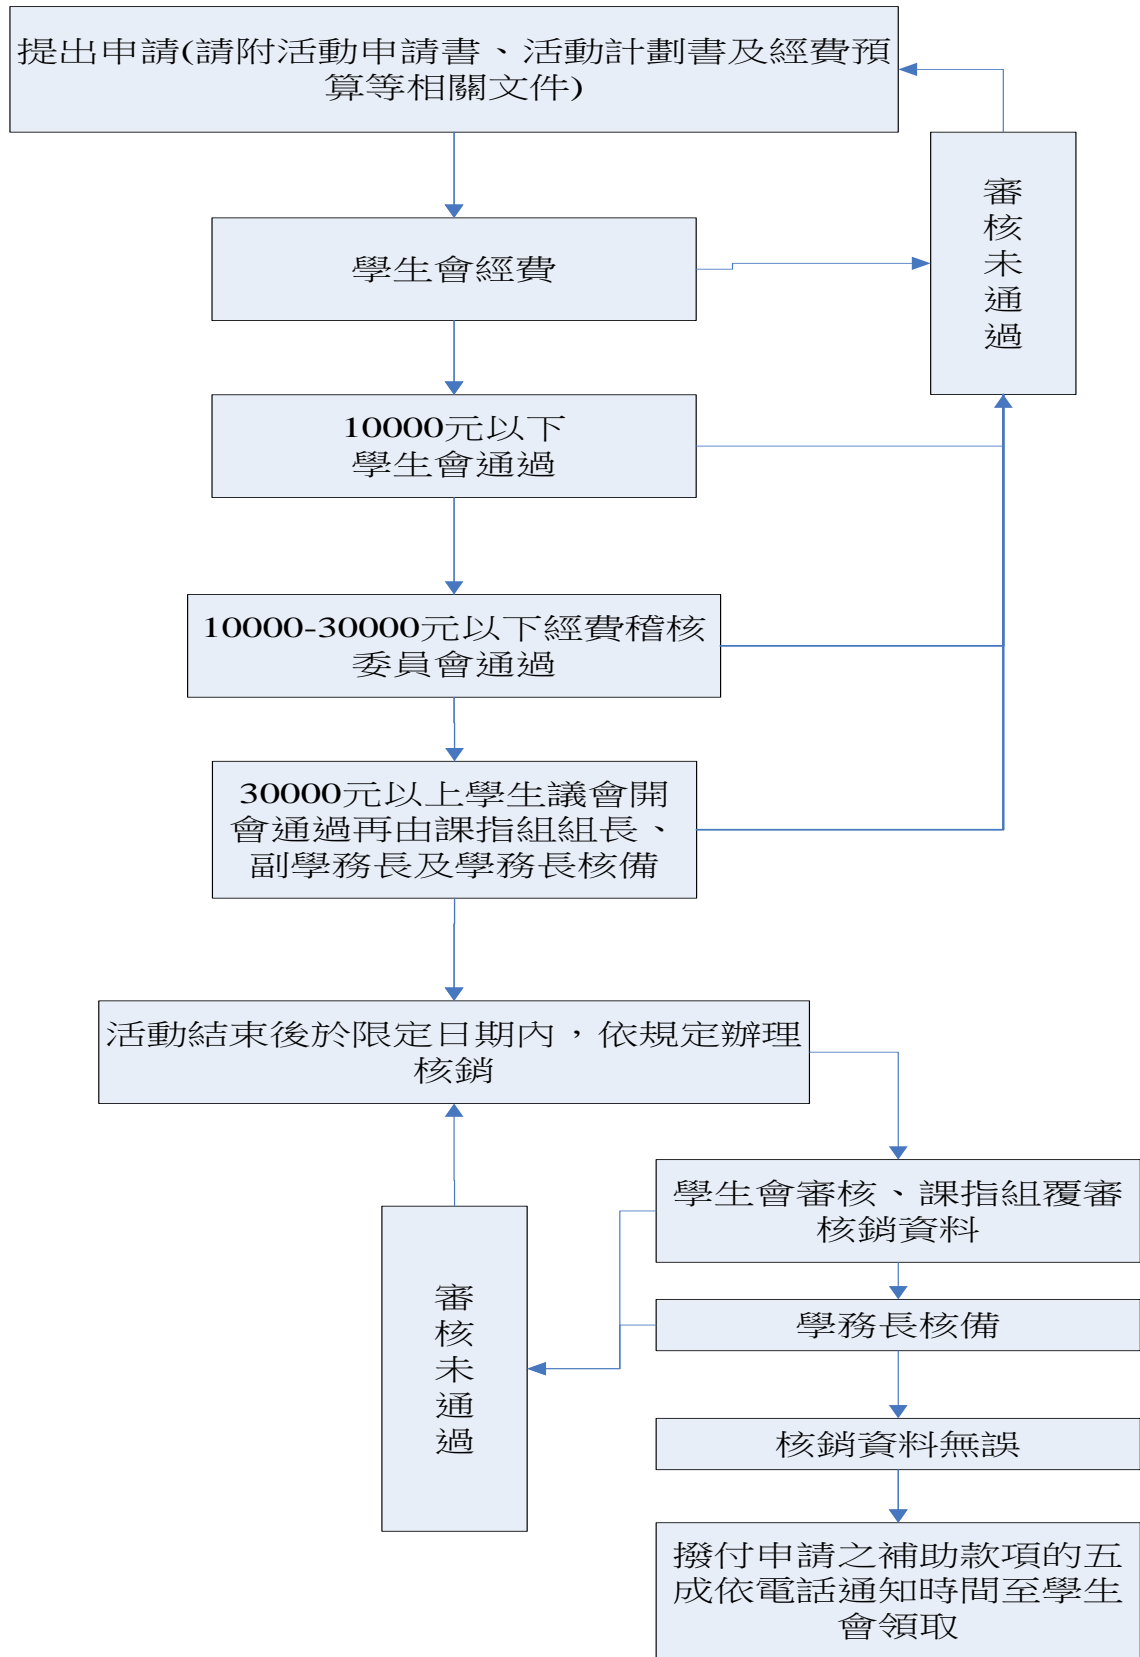 提出申請(請附活動申請書、活動計劃書及經費預
算等相關文件)
審
核
未
通
過
學生會經費
10000元以下
學生會通過
10000-30000元以下經費稽核
委員會通過
30000元以上學生議會開
會通過再由課指組組長、
副學務長及學務長核備
活動結束後於限定日期內，依規定辦理
核銷
學生會審核、課指組覆審
核銷資料
審
核
未
通
過
學務長核備
核銷資料無誤
撥付申請之補助款項的五
成依電話通知時間至學生
會領取